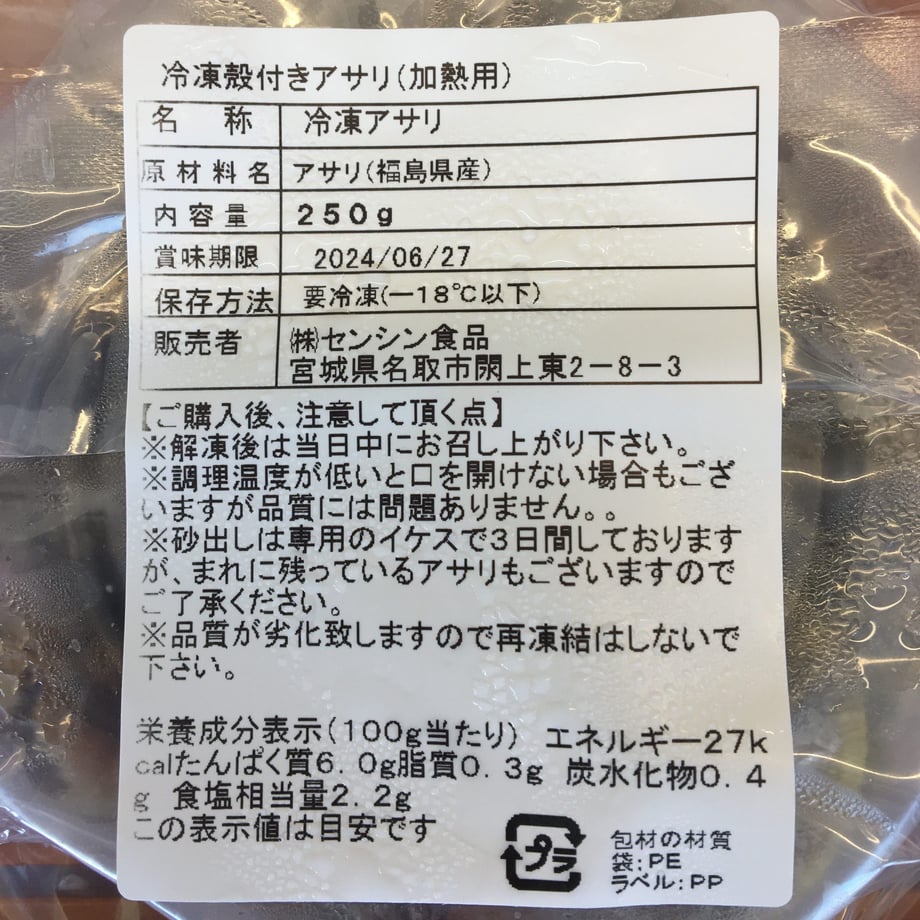 冷凍殻付きアサリ(加熱用)
名　称　冷凍アサリ
原材料名　アサリ(福島県産)
内容量　250g
賞味期限　2024/06/27
保存方法　要冷凍(－18℃以下)
販売者　㈱センシン食品
宮城県名取市閖上東2－8－3
【ご購入後、注意して頂く点】
※解凍後は当日中にお召し上がり下さい。
※調理温度が低いと口を開けない場合もござ
いますが品質には問題ありません。。
※砂出しは専用のイケスで3日間しております
が、まれに残っているアサリもございますので
ご了承ください。
※品質が劣化致しますので再凍結はしないで
下さい。
栄養成分表示(100g当たり)　エネルギー27k
calたんぱく質6.0g脂質0.3g 炭水化物0.4
g　食塩相当量2.2g
この表示値は目安です
プラ
包材の材質
袋:PE
ラベル:PP